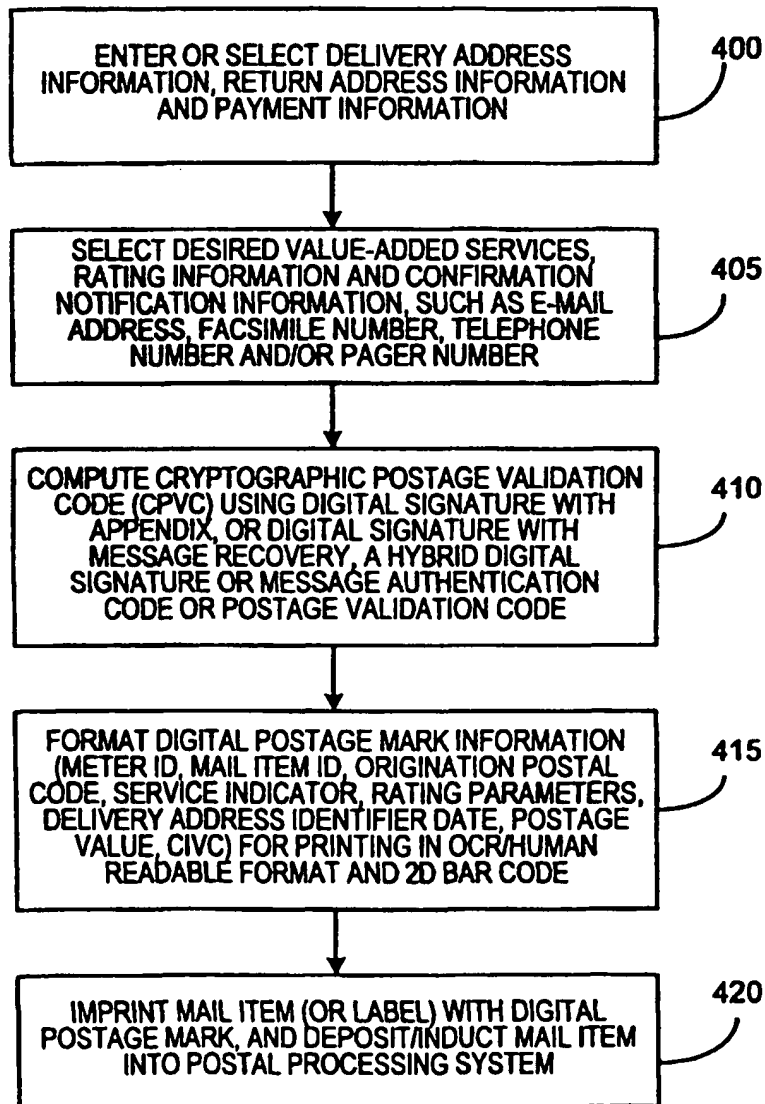 ENTER OR SELECT DELIVERY ADDRESS
INFORMATION, RETURN ADDRESS INFORMATION
AND PAYMENT INFORMATION
400
SELECT DESIRED VALUE-ADDED SERVICES,
RATING INFORMATION AND CONFIRMATION
NOTIFICATION INFORMATION, SUCH AS E-MAIL
ADDRESS, FACSIMILE NUMBER, TELEPHONE
NUMBER AND/OR PAGER NUMBER
405
COMPUTE CRYPTOGRAPHIC POSTAGE VALIDATION
CODE (CPVC) USING DIGITAL SIGNATURE WITH
APPENDIX, OR DIGITAL SIGNATURE WITH
MESSAGE RECOVERY, A HYBRID DIGITAL
SIGNATURE OR MESSAGE AUTHENTICATION
CODE OR POSTAGE VALIDATION CODE
410
FORMAT DIGITAL POSTAGE MARK INFORMATION
(METER ID, MAIL ITEM ID, ORIGINATION POSTAL
CODE, SERVICE INDICATOR, RATING PARAMETERS,
DELIVERY ADDRESS IDENTIFIER DATE, POSTAGE
VALUE, CIVC) FOR PRINTING IN OCR/HUMAN
READABLE FORMAT AND 2D BAR CODE
415
IMPRINT MAIL ITEM (OR LABEL) WITH DIGITAL
POSTAGE MARK, AND DEPOSIT/INDUCT MAIL ITEM
INTO POSTAL PROCESSING SYSTEM
420